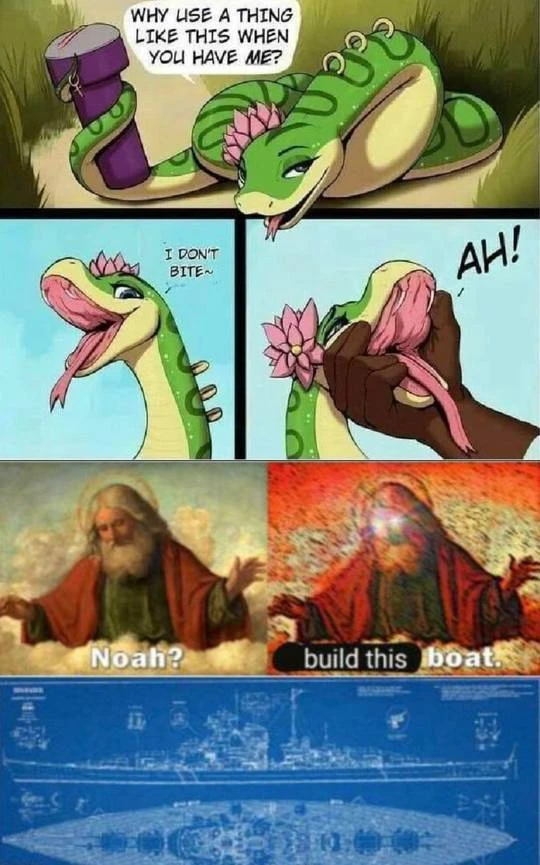 WHY USE A THING
LIKE THIS WHEN
YOU HAVE ME?
I DON'T
BITE~
AH!
Noah?
build this boat.